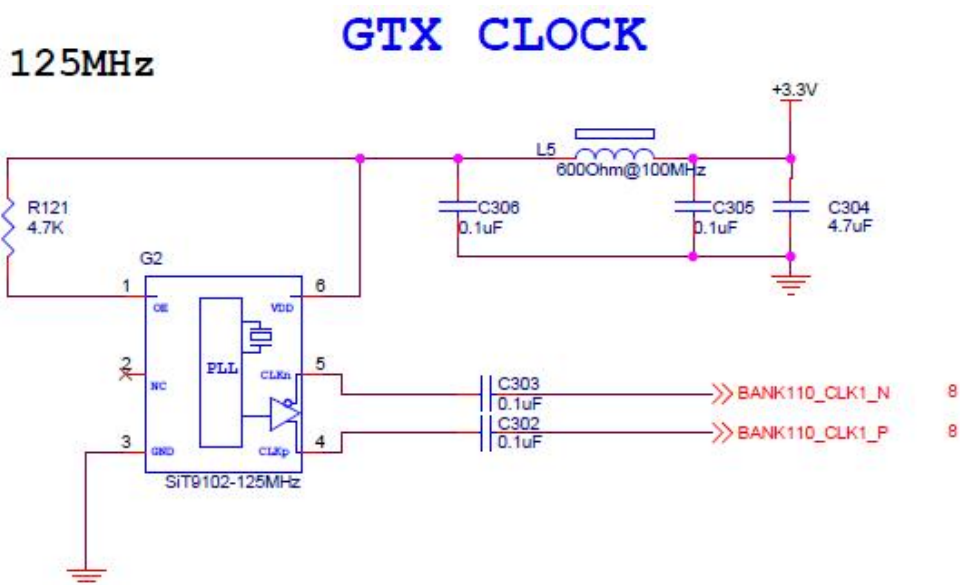 GTX CLOCK
125MHz
+3.3V
L5
600Ohm@100MHz
R121
4.7K
C306
0.1uF
C305
0.1uF
C304
4.7uF
G2
1
6
OE
VDD
2
5
NC
PLL
CLKn
C303
0.1uF
BANK110_CLK1_N 8
C302
0.1uF
BANK110_CLK1_P 8
3
4
GND
CLKp
SiT9102-125MHz